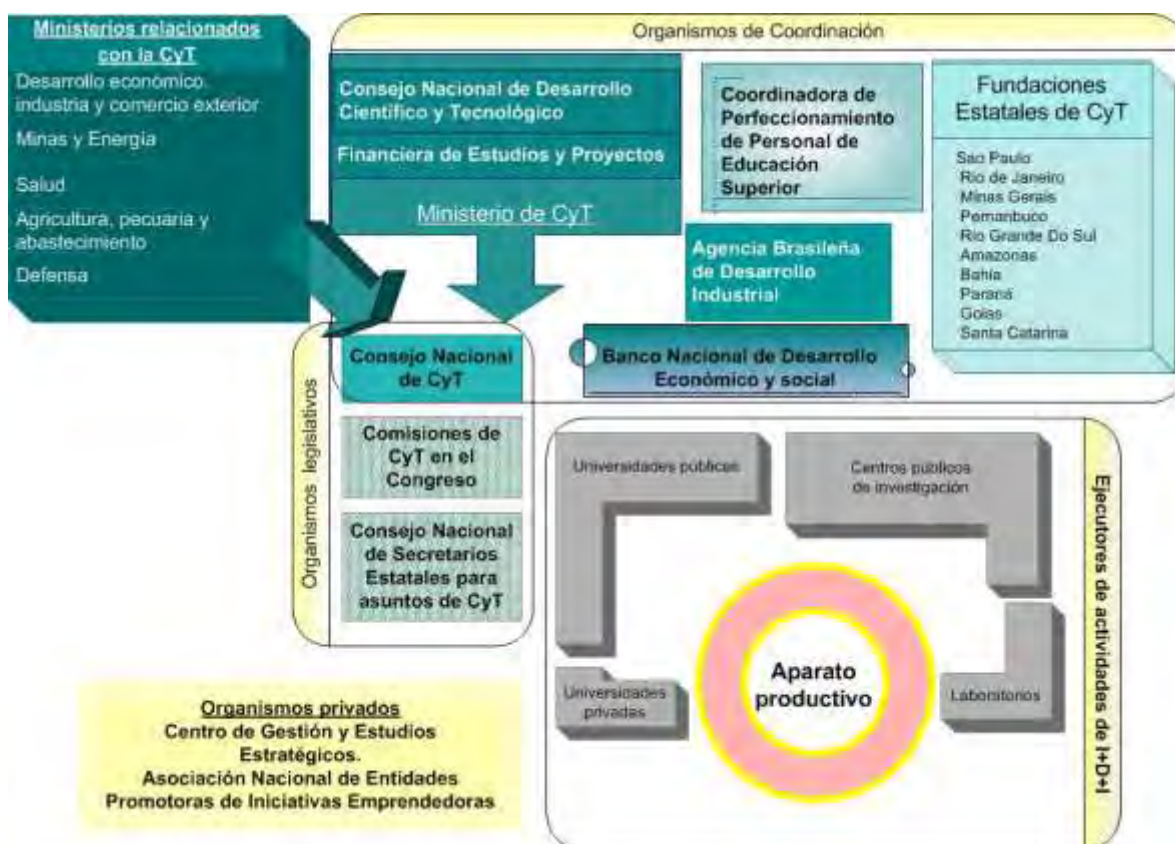 Ministerios relacionados
con la CyT
Desarrollo económico,
industria y comercio exterior
Minas y Energía
Salud
Agricultura, pecuaria y
abastecimiento
Defensa
Organismos de Coordinación
Consejo Nacional de Desarrollo
Científico y Tecnológico
Financiera de Estudios y Proyectos
Ministerio de CyT
Coordinadora de
Perfeccionamiento
de Personal de
Educación
Superior
Agencia Brasileña
de Desarrollo
Industrial
Banco Nacional de Desarrollo
Económico y social
Fundaciones
Estatales de CyT
Sao Paulo
Rio de Janeiro
Minas Gerais
Pernanbuco
Rio Grande Do Sul
Amazonas
Bahía
Paraná
Goias
Santa Catarina
Organismos legislativos
Consejo Nacional
de CyT
Comisiones de
CyT en el
Congreso
Consejo Nacional
de Secretarios
Estatales para
asuntos de CyT
Universidades públicas
Centros públicos
de investigación
Universidades
privadas
Laboratorios
Aparato
productivo
Ejecutores de actividades de I+D+I
Organismos privados
Centro de Gestión y Estudios
Estratégicos.
Asociación Nacional de Entidades
Promotoras de Iniciativas Emprendedoras